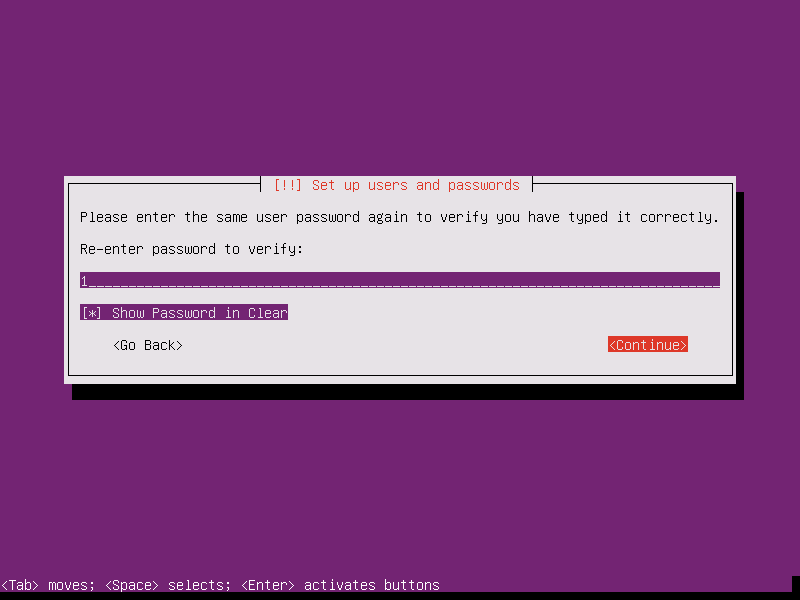 [!!] Set up users and passwords
Please enter the same user password again to verify you have typed it correctly.
Re-enter password to verify:
1_______________________________________________________________________________
[*] Show Password in Clear
<Go Back> <Continue>
<Tab> moves; <Space> selects; <Enter> activates buttons